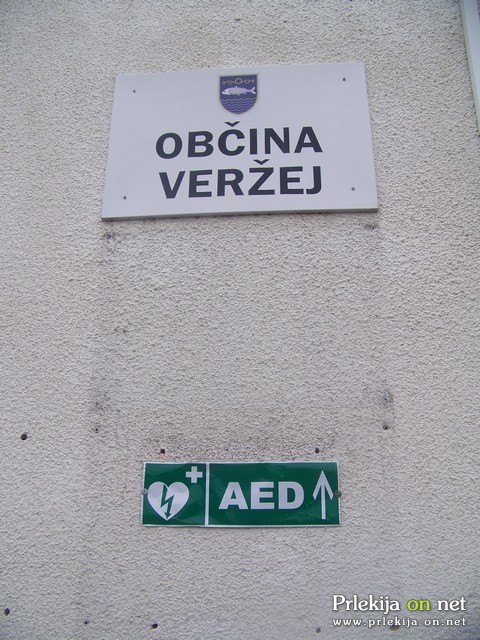 OBČINA
VERŽEJ
AED
Prlekija on net
www.prlekija-on.net